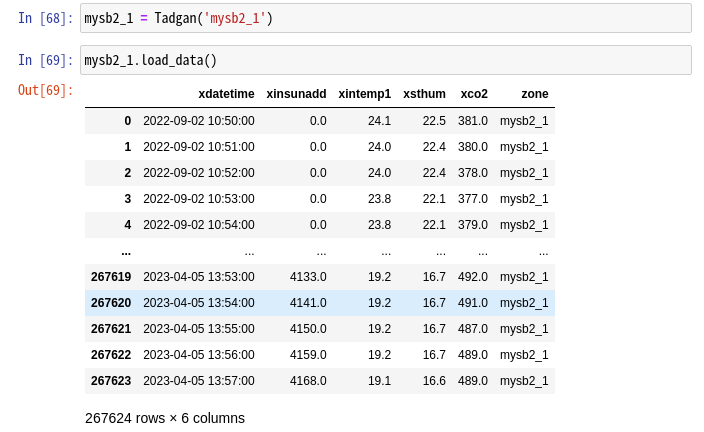 In [68]: mysb2_1 = Tadgan('mysb2_1')
In [69]: mysb2_1.load_data()
Out[69]:
xdatetime xinsunadd xintemp1 xsthum xco2 zone
0 2022-09-02 10:50:00 0.0 24.1 22.5 381.0 mysb2_1
1 2022-09-02 10:51:00 0.0 24.0 22.4 380.0 mysb2_1
2 2022-09-02 10:52:00 0.0 24.0 22.4 378.0 mysb2_1
3 2022-09-02 10:53:00 0.0 23.8 22.1 377.0 mysb2_1
4 2022-09-02 10:54:00 0.0 23.8 22.1 379.0 mysb2_1
... ... ... ... ... ... ...
267619 2023-04-05 13:53:00 4133.0 19.2 16.7 492.0 mysb2_1
267620 2023-04-05 13:54:00 4141.0 19.2 16.7 491.0 mysb2_1
267621 2023-04-05 13:55:00 4150.0 19.2 16.7 487.0 mysb2_1
267622 2023-04-05 13:56:00 4159.0 19.2 16.7 489.0 mysb2_1
267623 2023-04-05 13:57:00 4168.0 19.1 16.6 489.0 mysb2_1
267624 rows × 6 columns